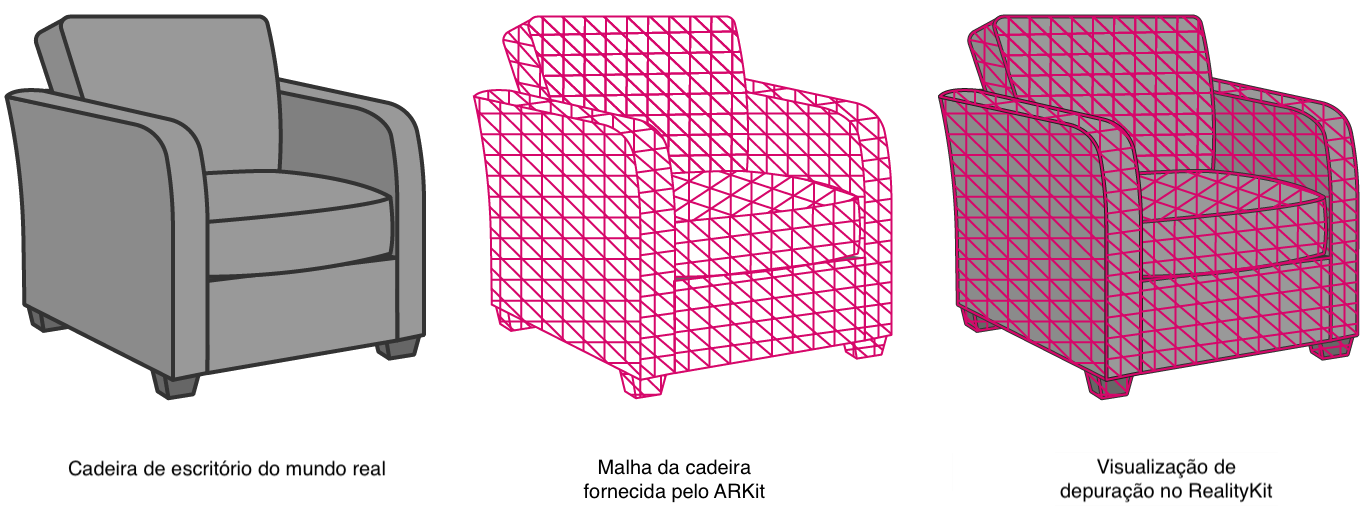 Cadeira de escritório do mundo real
Malha da cadeira
fornecida pelo ARKit
Visualização de
depuração no RealityKit